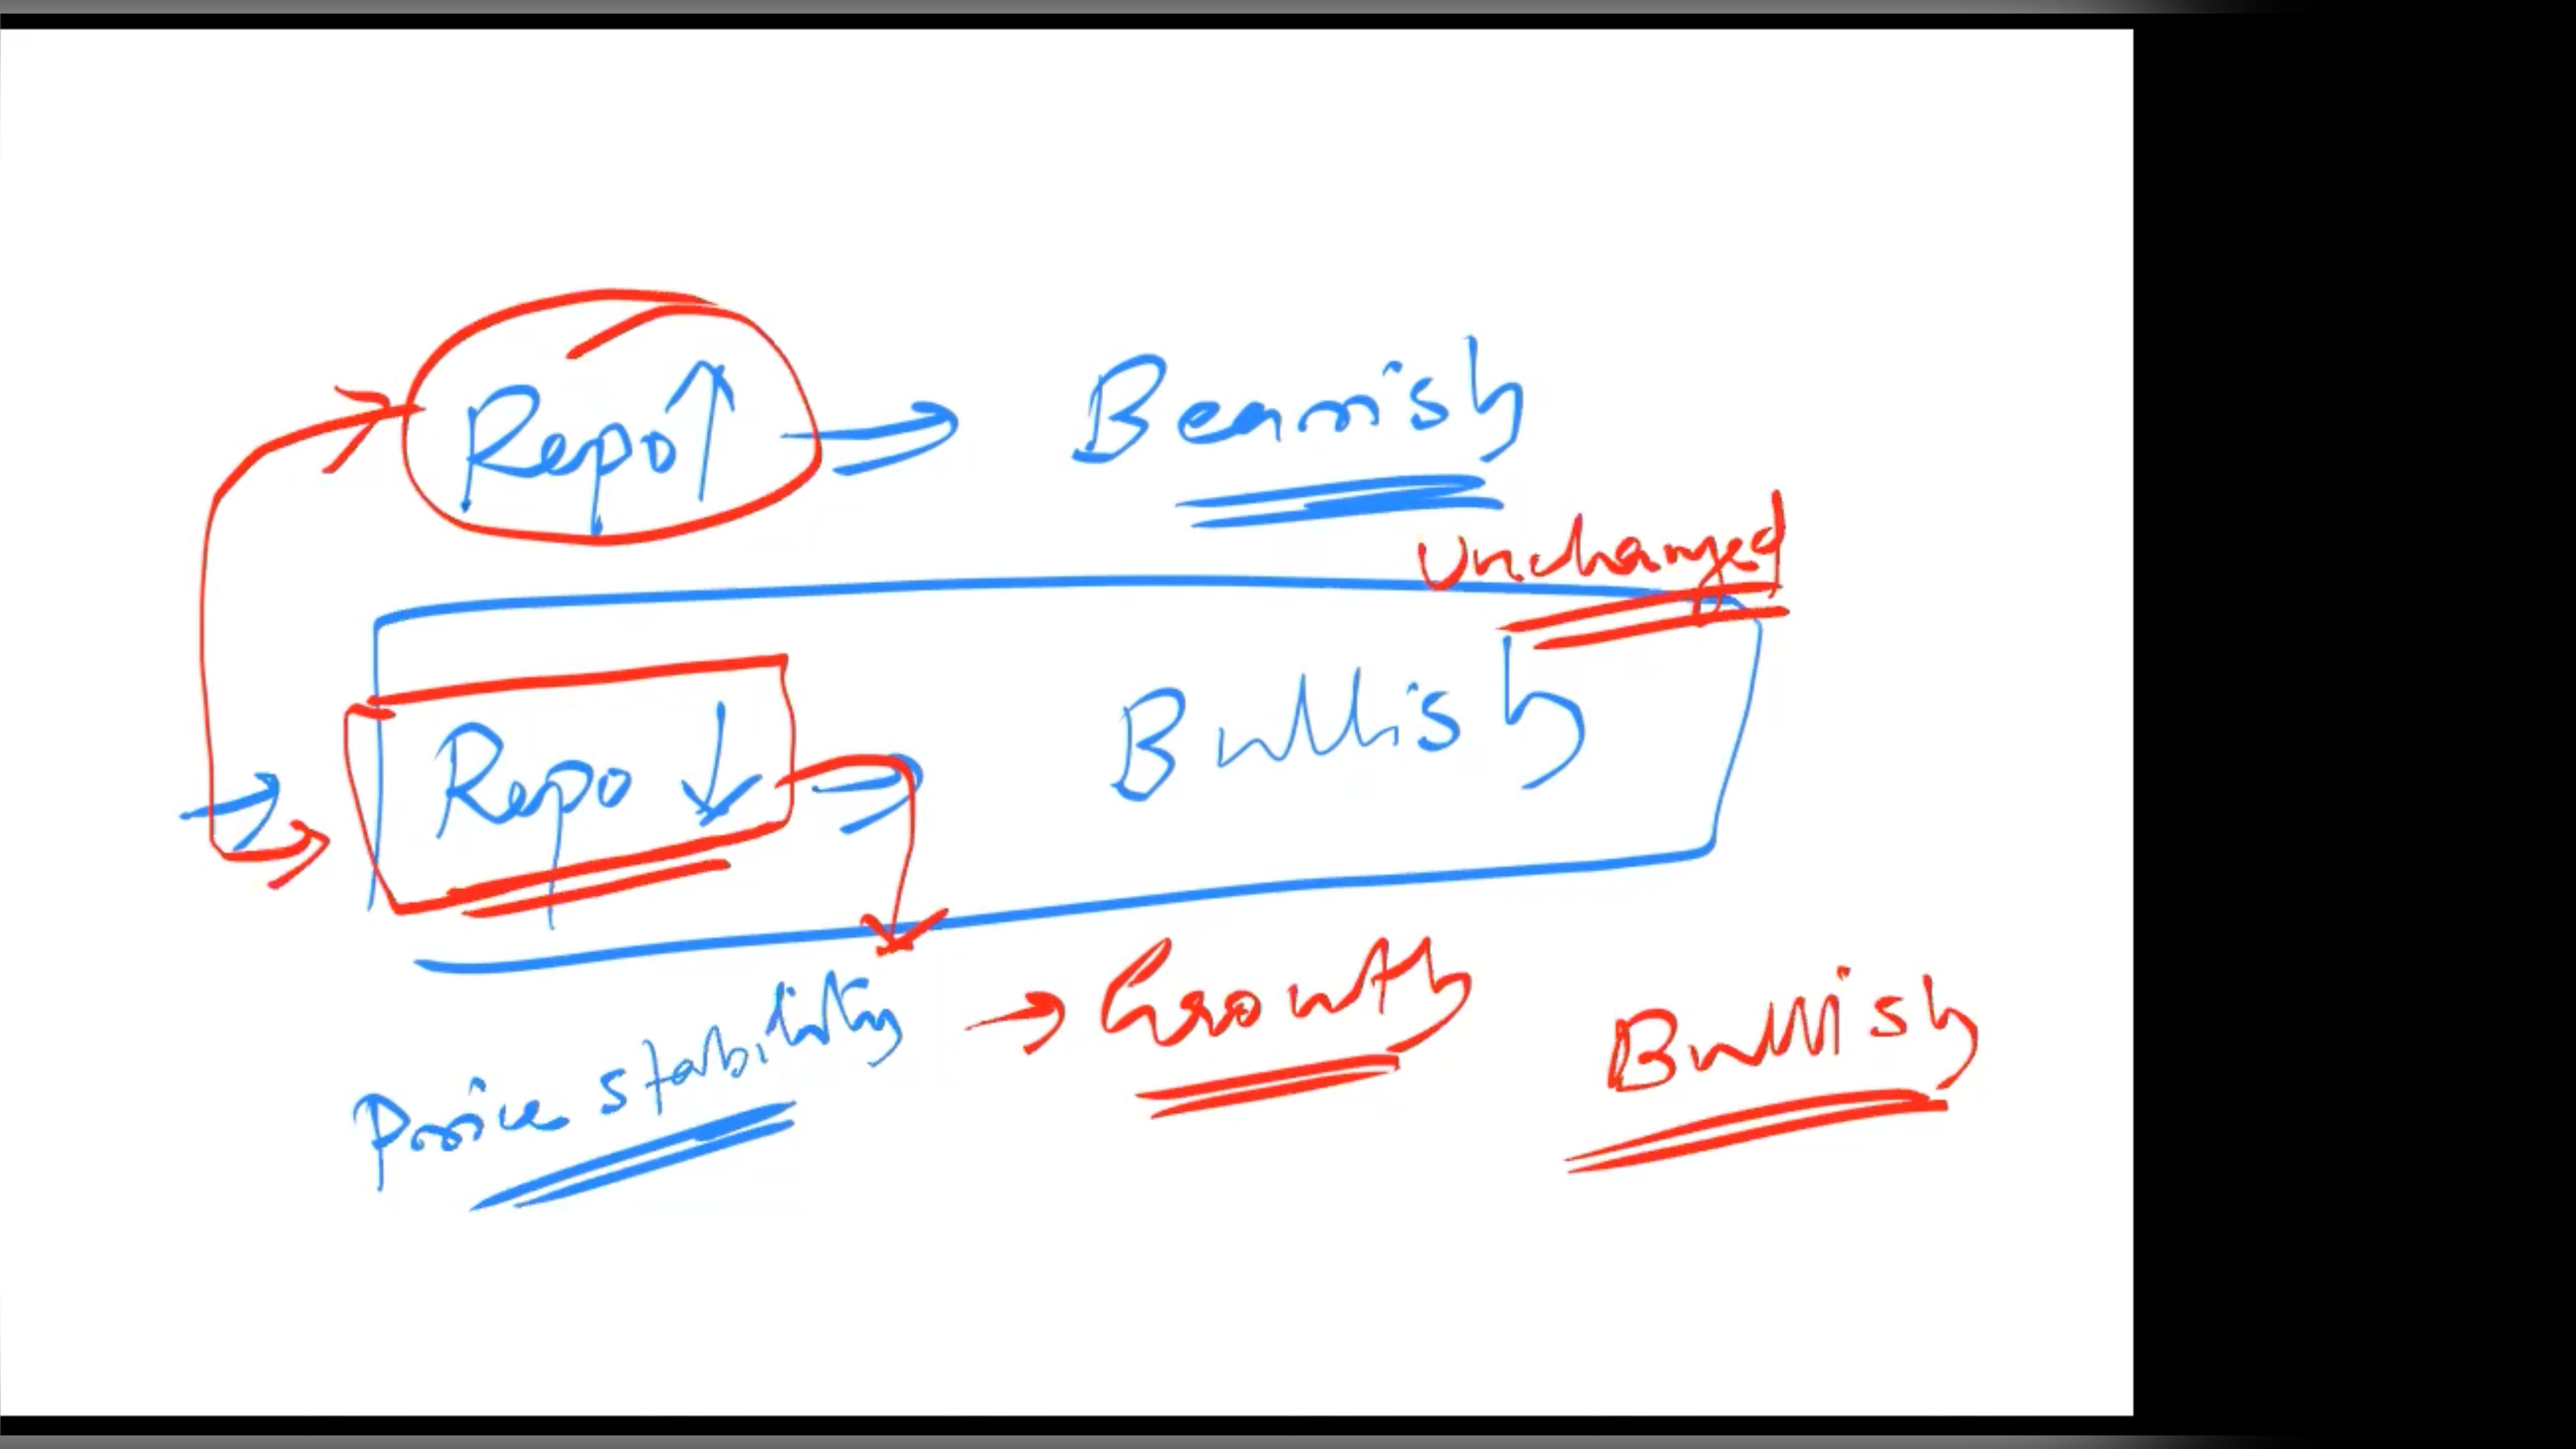 Repo ↑ → Bearish
Unchanged
Repo ↓ → Bullish
Price stability → Growth Bullish